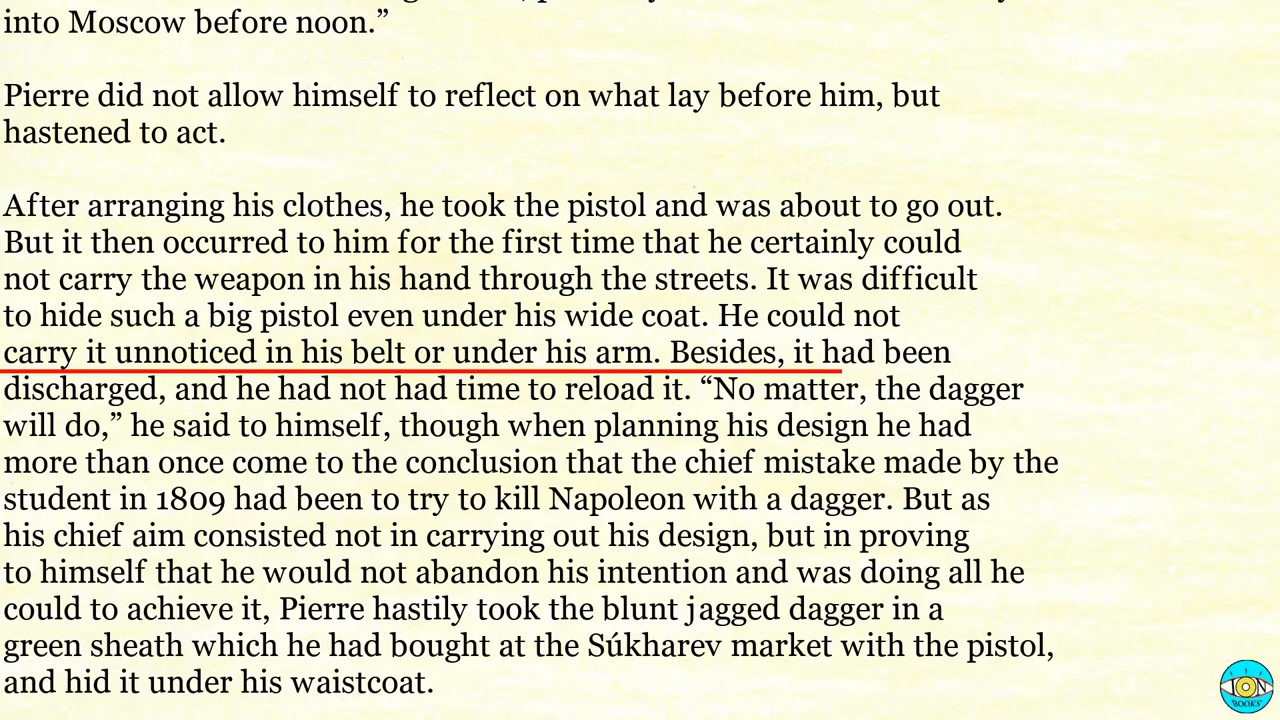 into Moscow before noon.”
Pierre did not allow himself to reflect on what lay before him, but
hastened to act.
After arranging his clothes, he took the pistol and was about to go out.
But it then occurred to him for the first time that he certainly could
not carry the weapon in his hand through the streets. It was difficult
to hide such a big pistol even under his wide coat. He could not
carry it unnoticed in his belt or under his arm. Besides, it had been
discharged, and he had not had time to reload it. “No matter, the dagger
will do,” he said to himself, though when planning his design he had
more than once come to the conclusion that the chief mistake made by the
student in 1809 had been to try to kill Napoleon with a dagger. But as
his chief aim consisted not in carrying out his design, but in proving
to himself that he would not abandon his intention and was doing all he
could to achieve it, Pierre hastily took the blunt jagged dagger in a
green sheath which he had bought at the Súkharev market with the pistol,
and hid it under his waistcoat.
ION
BOOKS